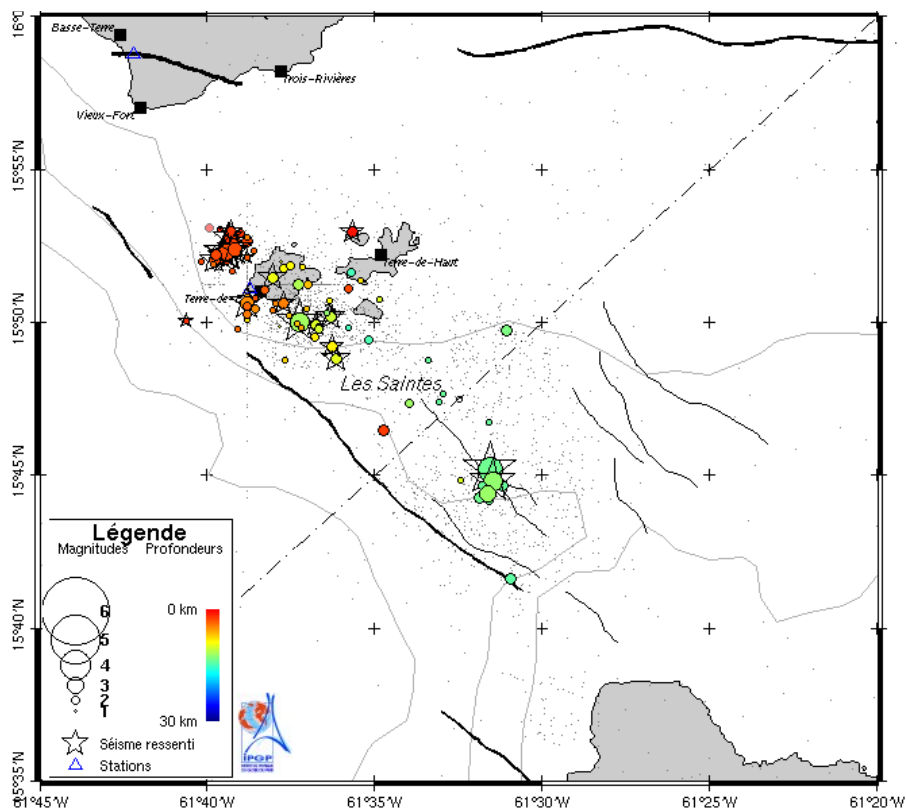 16°
Basse-Terre
Trois-Rivières
Vieux-Fort
15°55'N
Terre-de-Haut
Terre-de
15°50'N
Les Saintes
15°45'N
Légende
Magnitudes Profondeurs
6
0 km
5
4
3
2
1
30 km
Séisme ressenti
Stations
IPGP
15°40'N
15°35'N
61°45'W 61°40'W 61°35'W 61°30'W 61°25'W 61°20'W